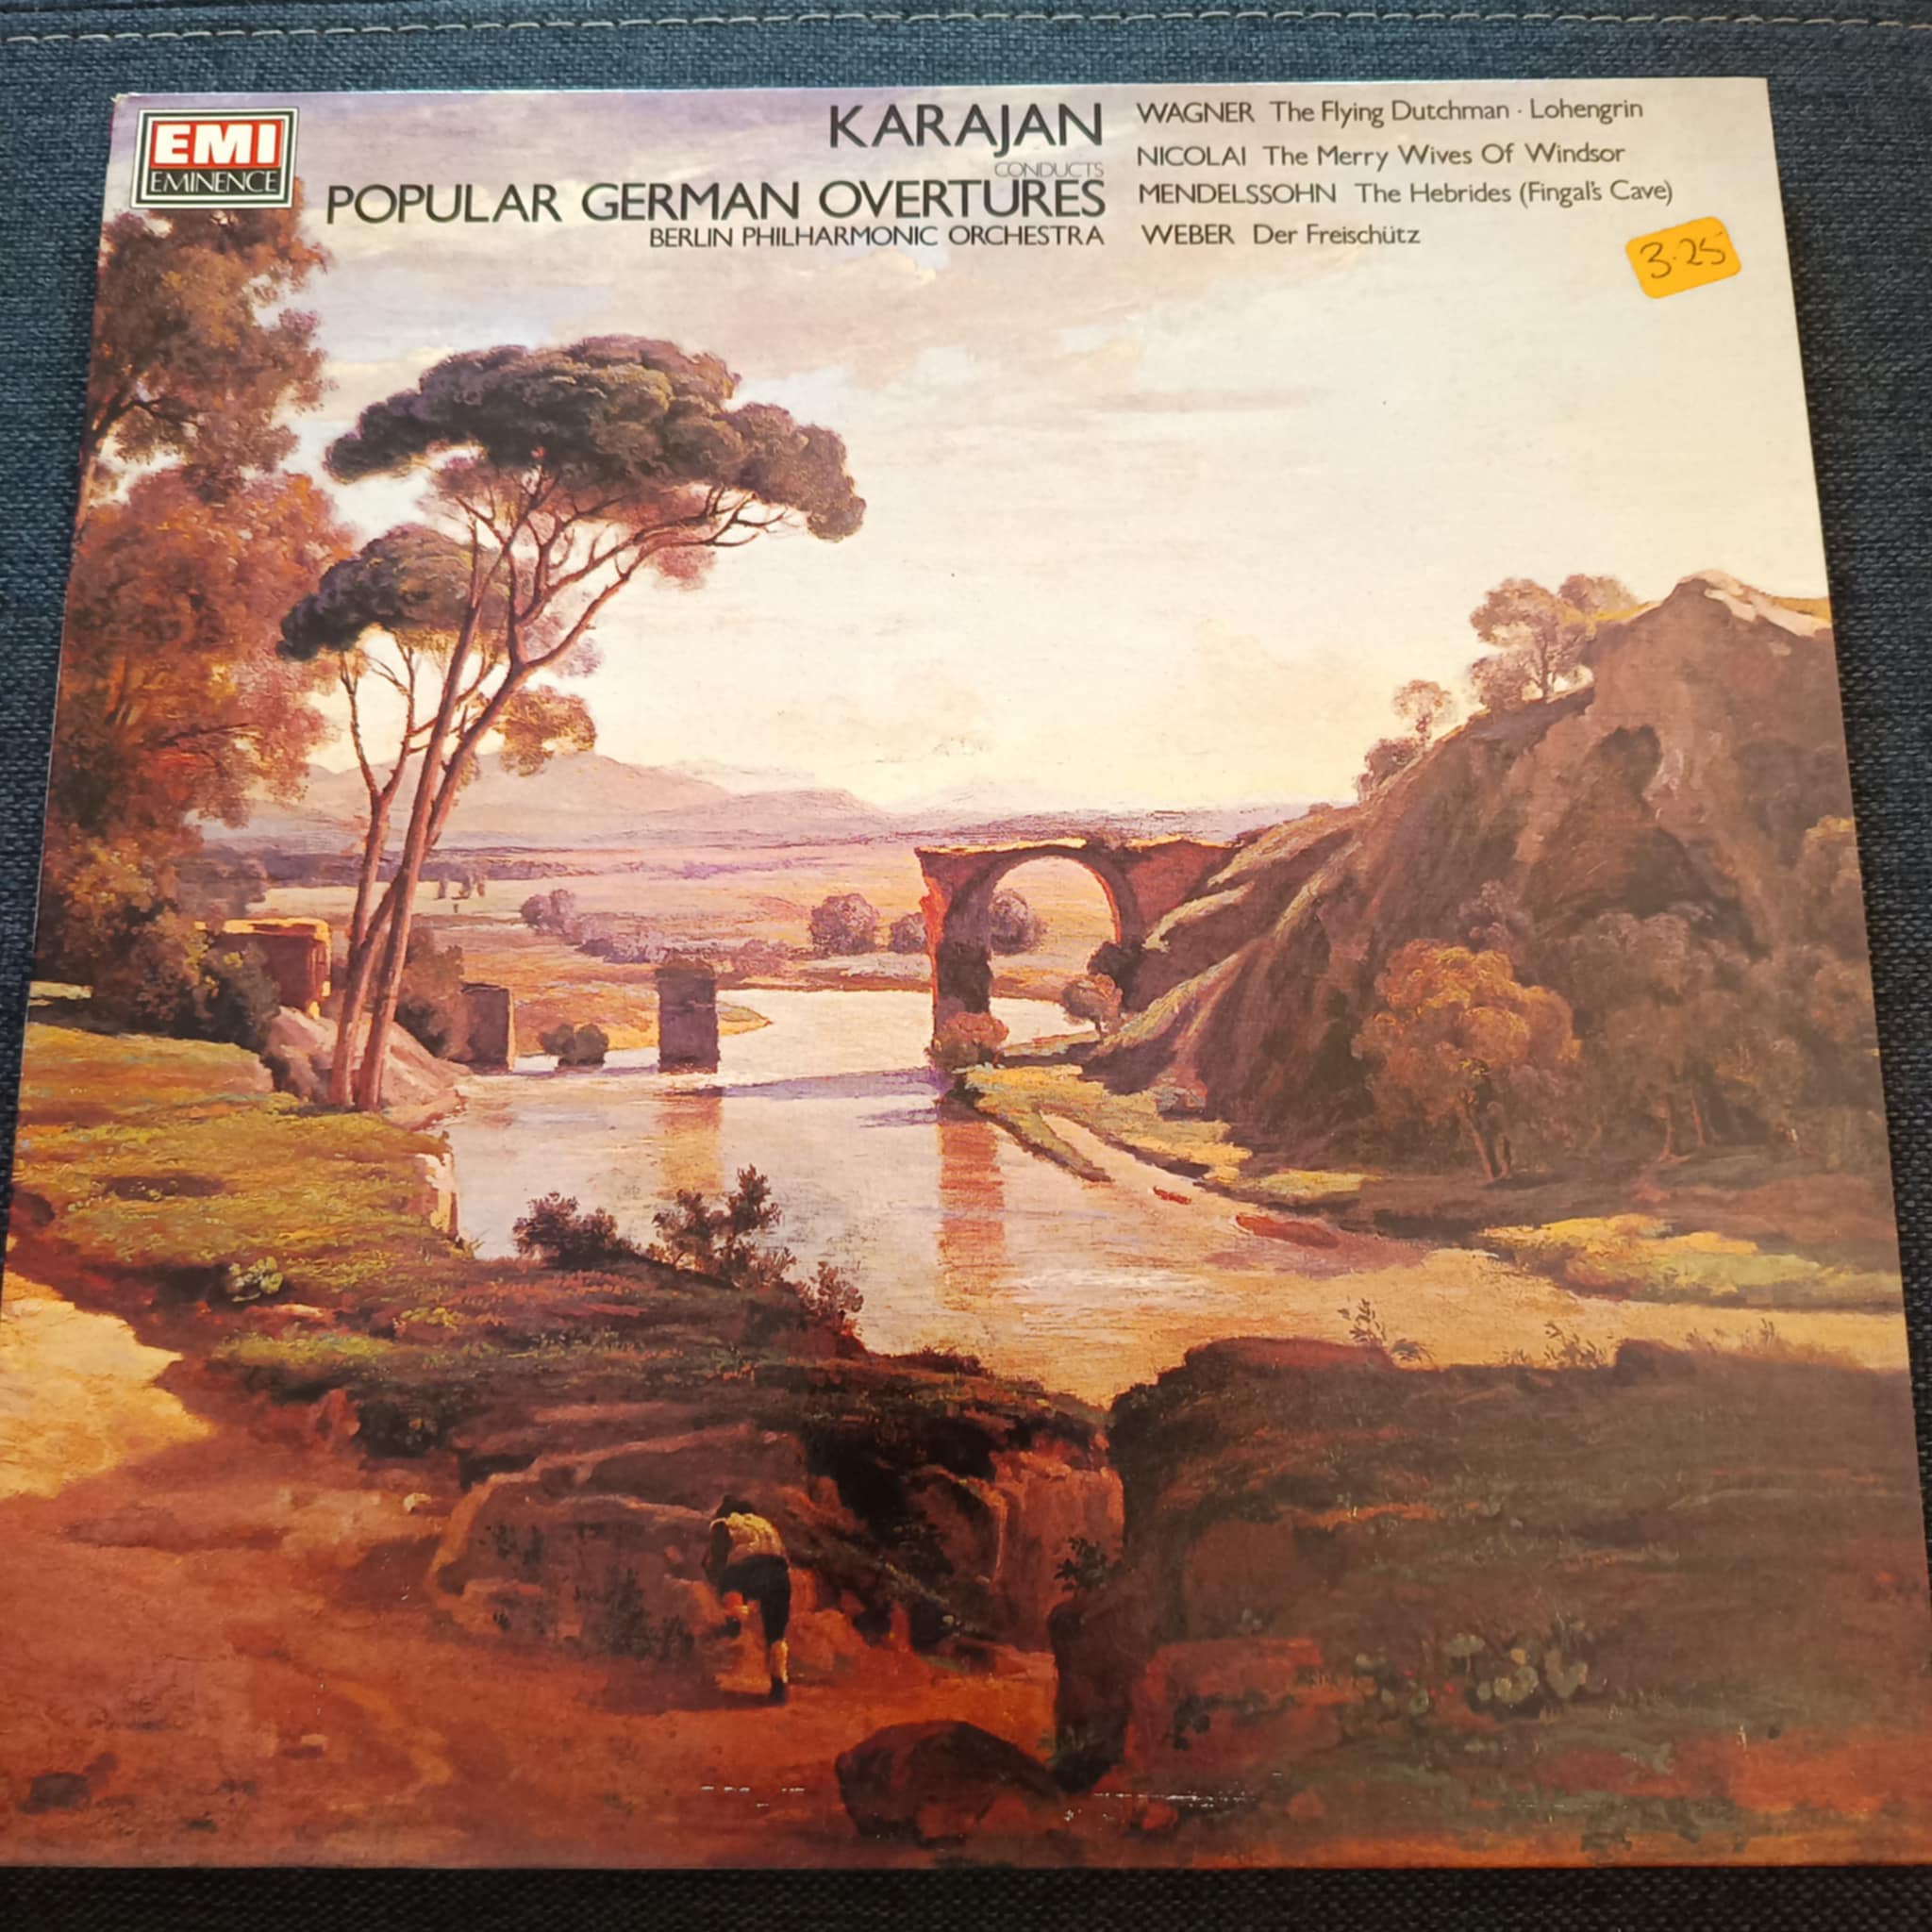 EMI
EMINENCE
KARAJAN
CONDUCTS
POPULAR GERMAN OVERTURES
BERLIN PHILHARMONIC ORCHESTRA
WAGNER The Flying Dutchman · Lohengrin
NICOLAI The Merry Wives Of Windsor
MENDELSSOHN The Hebrides (Fingal's Cave)
WEBER Der Freischütz
3.25